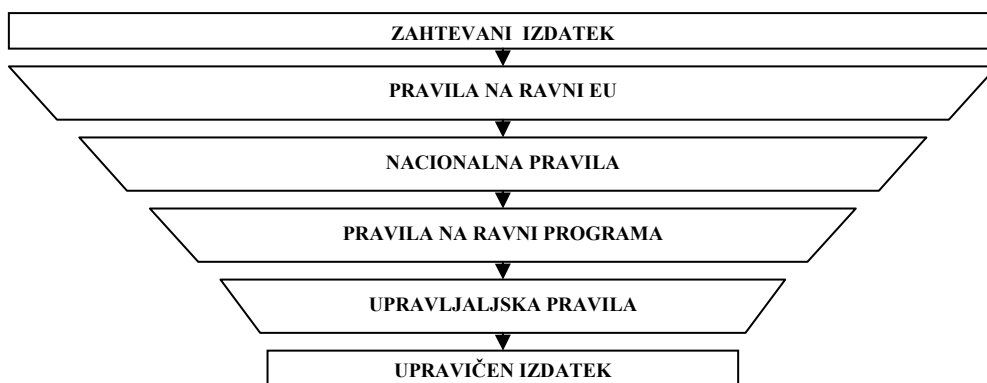 ZAHTEVANI IZDATEK
PRAVILA NA RAVNI EU
NACIONALNA PRAVILA
PRAVILA NA RAVNI PROGRAMA
UPRAVLJALJSKA PRAVILA
UPRAVIČEN IZDATEK